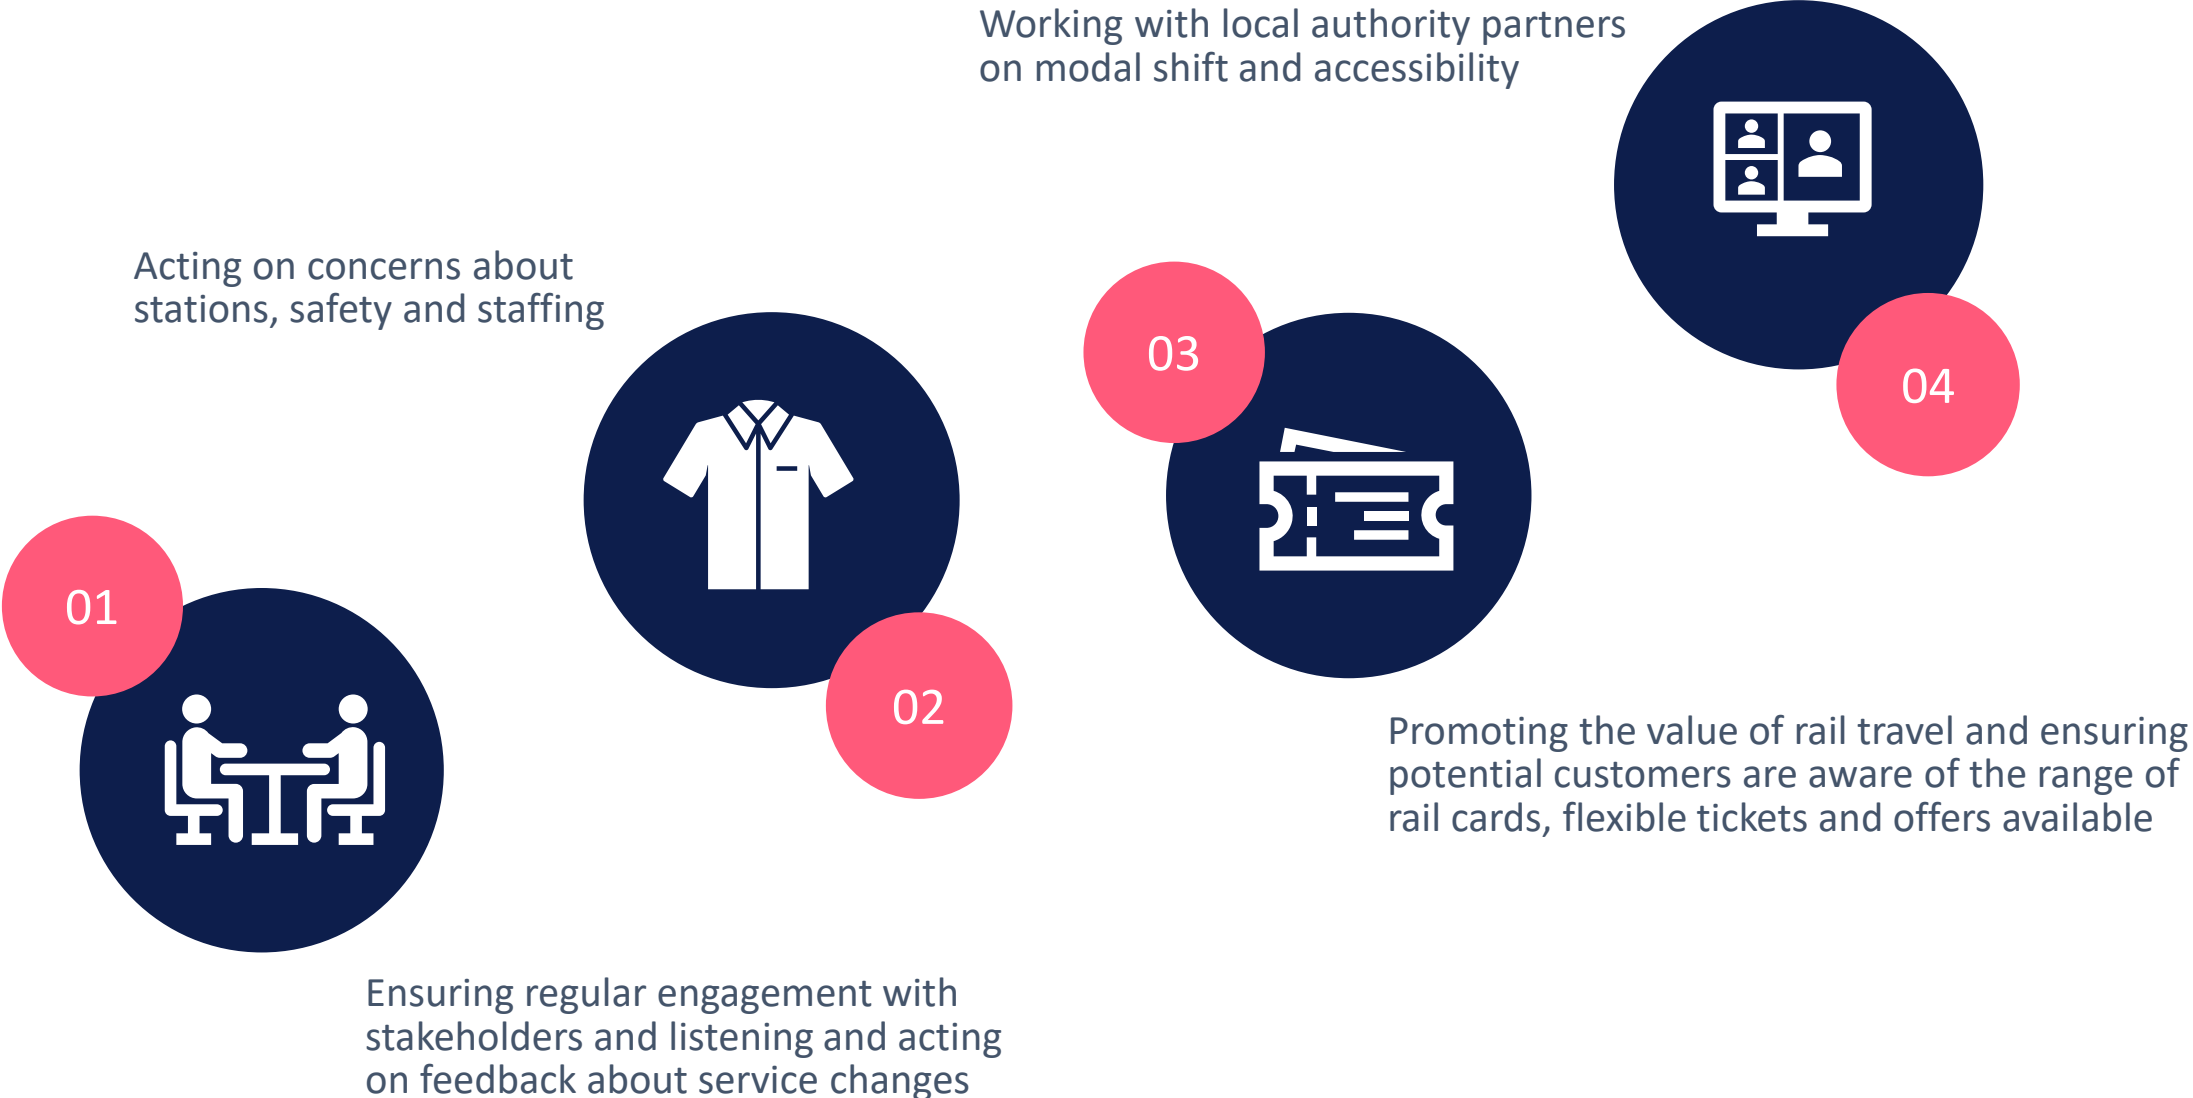 01
Ensuring regular engagement with
stakeholders and listening and acting
on feedback about service changes
Acting on concerns about
stations, safety and staffing
02
03
Promoting the value of rail travel and ensuring
potential customers are aware of the range of
rail cards, flexible tickets and offers available
Working with local authority partners
on modal shift and accessibility
04